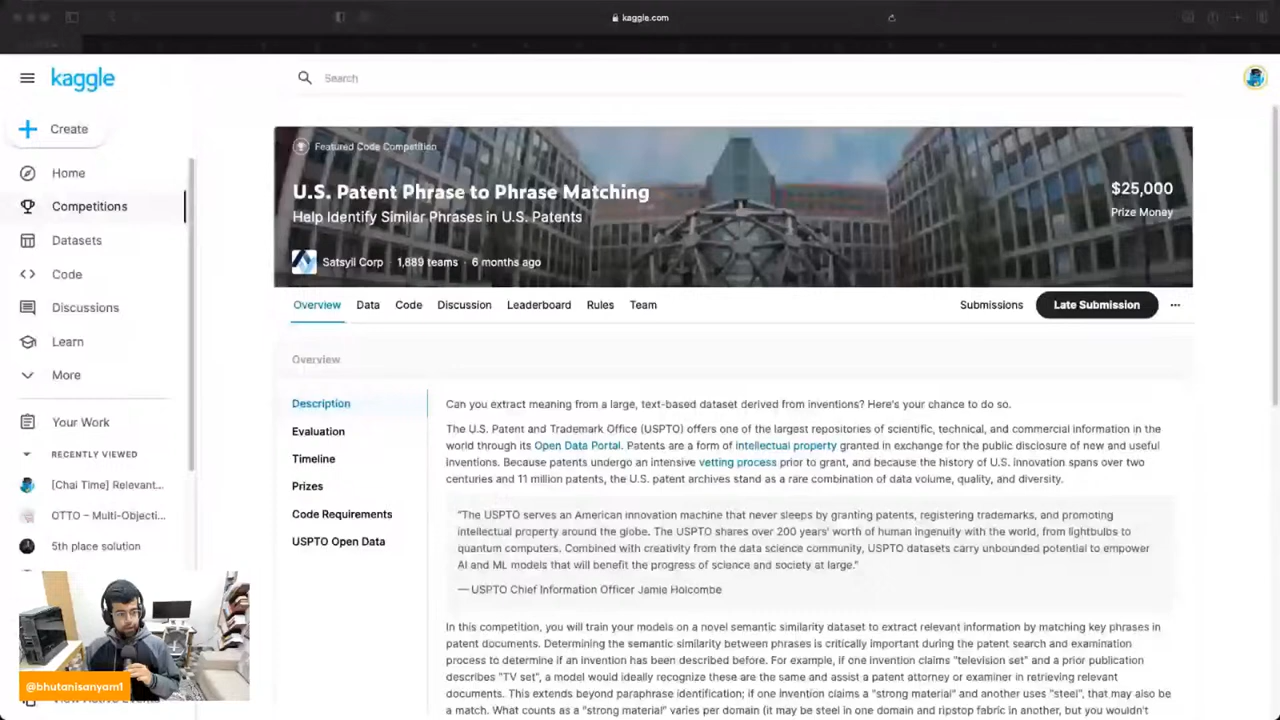 kaggle.com
kaggle
Search
Create
Home
Competitions
Datasets
Code
Discussions
Learn
More
Your Work
RECENTLY VIEWED
[Chai Time] Relevant...
OTTO – Multi-Objecti...
5th place solution
View Active Events
@bhutanisanyam1
Featured Code Competition
U.S. Patent Phrase to Phrase Matching
Help Identify Similar Phrases in U.S. Patents
$25,000
Prize Money
Satsyil Corp · 1,889 teams · 6 months ago
Overview Data Code Discussion Leaderboard Rules Team Submissions Late Submission ...
Overview
Description
Evaluation
Timeline
Prizes
Code Requirements
USPTO Open Data
Can you extract meaning from a large, text-based dataset derived from inventions? Here's your chance to do so.
The U.S. Patent and Trademark Office (USPTO) offers one of the largest repositories of scientific, technical, and commercial information in the
world through its Open Data Portal. Patents are a form of intellectual property granted in exchange for the public disclosure of new and useful
inventions. Because patents undergo an intensive vetting process prior to grant, and because the history of U.S. innovation spans over two
centuries and 11 million patents, the U.S. patent archives stand as a rare combination of data volume, quality, and diversity.
"The USPTO serves an American innovation machine that never sleeps by granting patents, registering trademarks, and promoting
intellectual property around the globe. The USPTO shares over 200 years' worth of human ingenuity with the world, from lightbulbs to
quantum computers. Combined with creativity from the data science community, USPTO datasets carry unbounded potential to empower
AI and ML models that will benefit the progress of science and society at large."
— USPTO Chief Information Officer Jamie Holcombe
In this competition, you will train your models on a novel semantic similarity dataset to extract relevant information by matching key phrases in
patent documents. Determining the semantic similarity between phrases is critically important during the patent search and examination
process to determine if an invention has been described before. For example, if one invention claims "television set" and a prior publication
describes "TV set", a model would ideally recognize these are the same and assist a patent attorney or examiner in retrieving relevant
documents. This extends beyond paraphrase identification; if one invention claims a "strong material" and another uses "steel", that may also be
a match. What counts as a "strong material" varies per domain (it may be steel in one domain and ripstop fabric in another, but you wouldn't